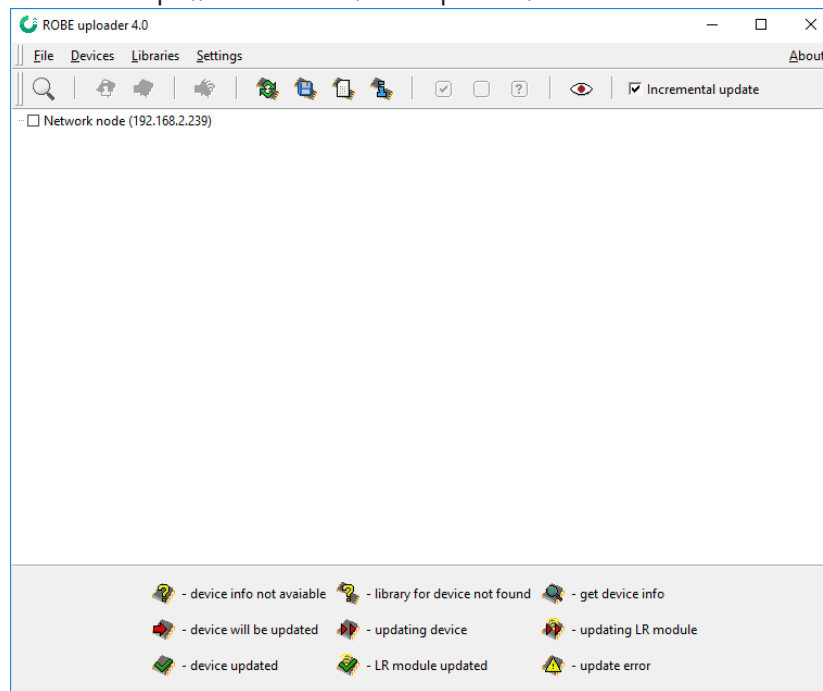 ROBE uploader 4.0
File Devices Libraries Settings About
Incremental update
Network node (192.168.2.239)
- device info not avaiable - library for device not found - get device info
- device will be updated - updating device - updating LR module
- device updated - LR module updated - update error